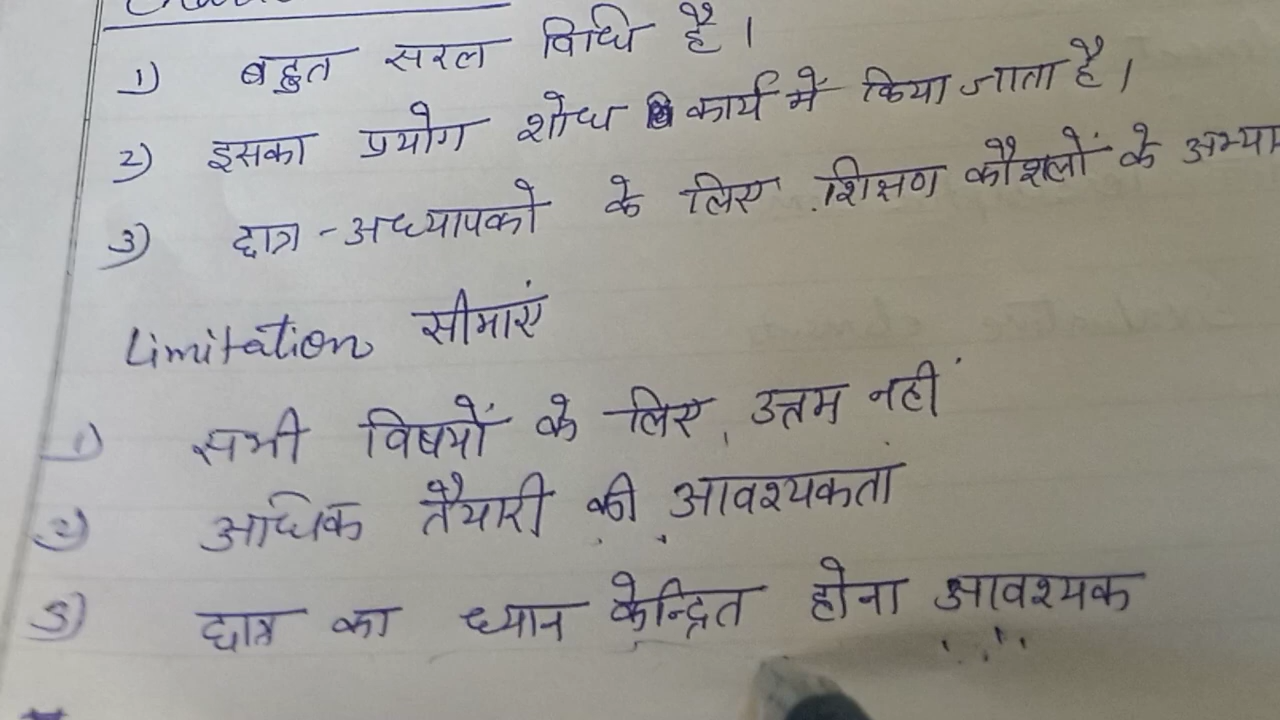 1) बहुत सरल विधि है।
2) इसका प्रयोग शोध कार्य में किया जाता है।
3) छात्र-अध्यापको के लिए शिक्षण कौशलों के अभ्या
Limitation सीमाएं
1) सभी विषयों के लिए, उत्तम नहीं
2) अधिक तैयारी की आवश्यकता
3) छात्र का ध्यान केन्द्रित होना आवश्यक